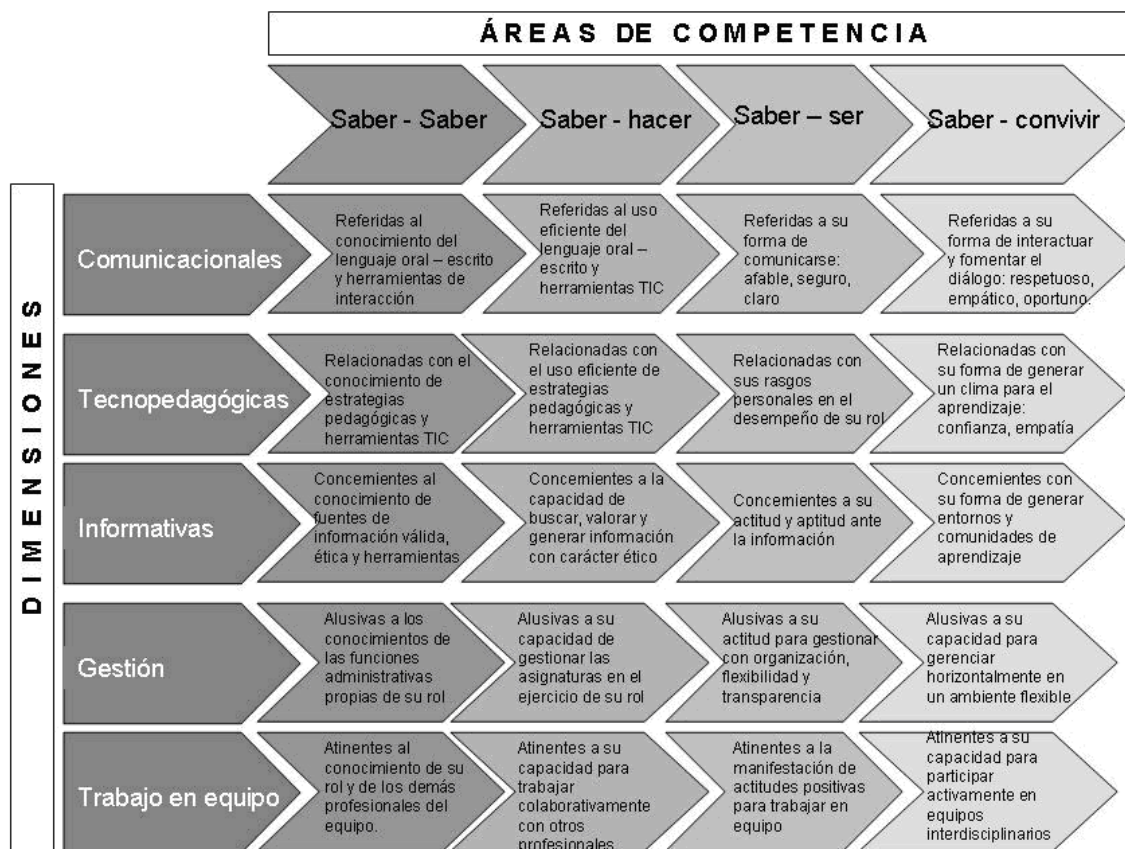 ÁREAS DE COMPETENCIA
Saber - Saber
Saber - hacer
Saber – ser
Saber - convivir
DIMENSIONES
Comunicacionales
Referidas al
conocimiento del
lenguaje oral – escrito
y herramientas de
interacción
Referidas al uso
eficiente del
lenguaje oral –
escrito y
herramientas TIC
Referidas a su
forma de
comunicarse:
afable, seguro,
claro
Referidas a su
forma de interactuar
y fomentar el
diálogo: respetuoso,
empático, oportuno.
Tecnopedagógicas
Relacionadas con el
conocimiento de
estrategias
pedagógicas y
herramientas TIC
Relacionadas con
el uso eficiente de
estrategias
pedagógicas y
herramientas TIC
Relacionadas con
sus rasgos
personales en el
desempeño de su rol
Relacionadas con
su forma de generar
un clima para el
aprendizaje:
confianza, empatía
Informativas
Concernientes al
conocimiento de
fuentes de
información válida,
ética y herramientas
Concernientes a la
capacidad de
buscar, valorar y
generar información
con carácter ético
Concernientes a su
actitud y aptitud ante
la información
Concernientes con
su forma de generar
entornos y
comunidades de
aprendizaje
Gestión
Alusivas a los
conocimientos de
las funciones
administrativas
propias de su rol
Alusivas a su
capacidad de
gestionar las
asignaturas en el
ejercicio de su rol
Alusivas a su
actitud para gestionar
con organización,
flexibilidad y
transparencia
Alusivas a su
capacidad para
gerenciar
horizontalmente en
un ambiente flexible
Trabajo en equipo
Atinentes al
conocimiento de su
rol y de los demás
profesionales del
equipo.
Atinentes a su
capacidad para
trabajar
colaborativamente
con otros
profesionales
Atinentes a la
manifestación de
actitudes positivas
para trabajar en
equipo
Atinentes a su
capacidad para
participar
activamente en
equipos
interdisciplinarios